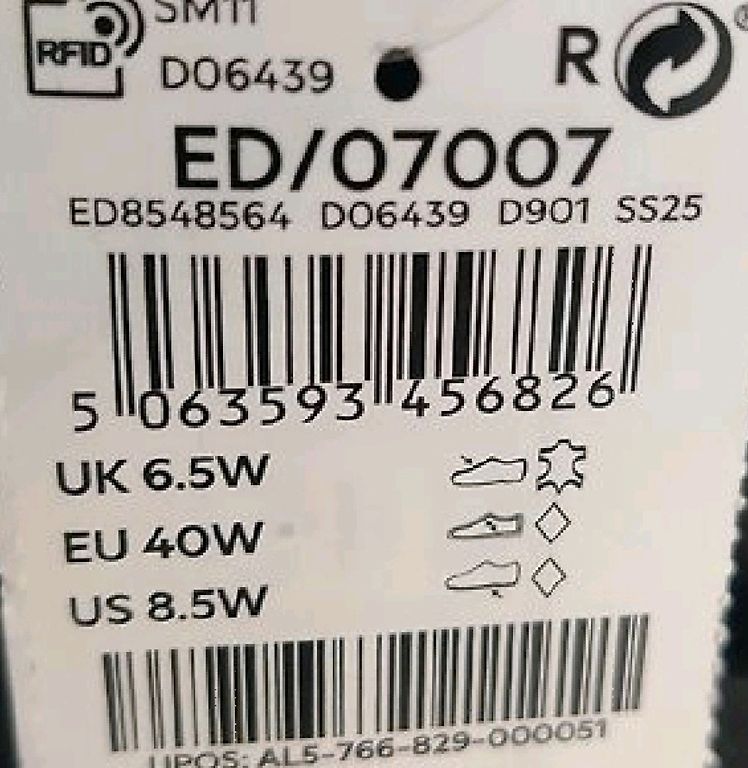 SM11
RFID
D06439
R
ED/07007
ED8548564 D06439 D901 SS25
5 063593 456826
UK 6.5W
EU 40W
US 8.5W
UPOS: AL5-766-829-000051